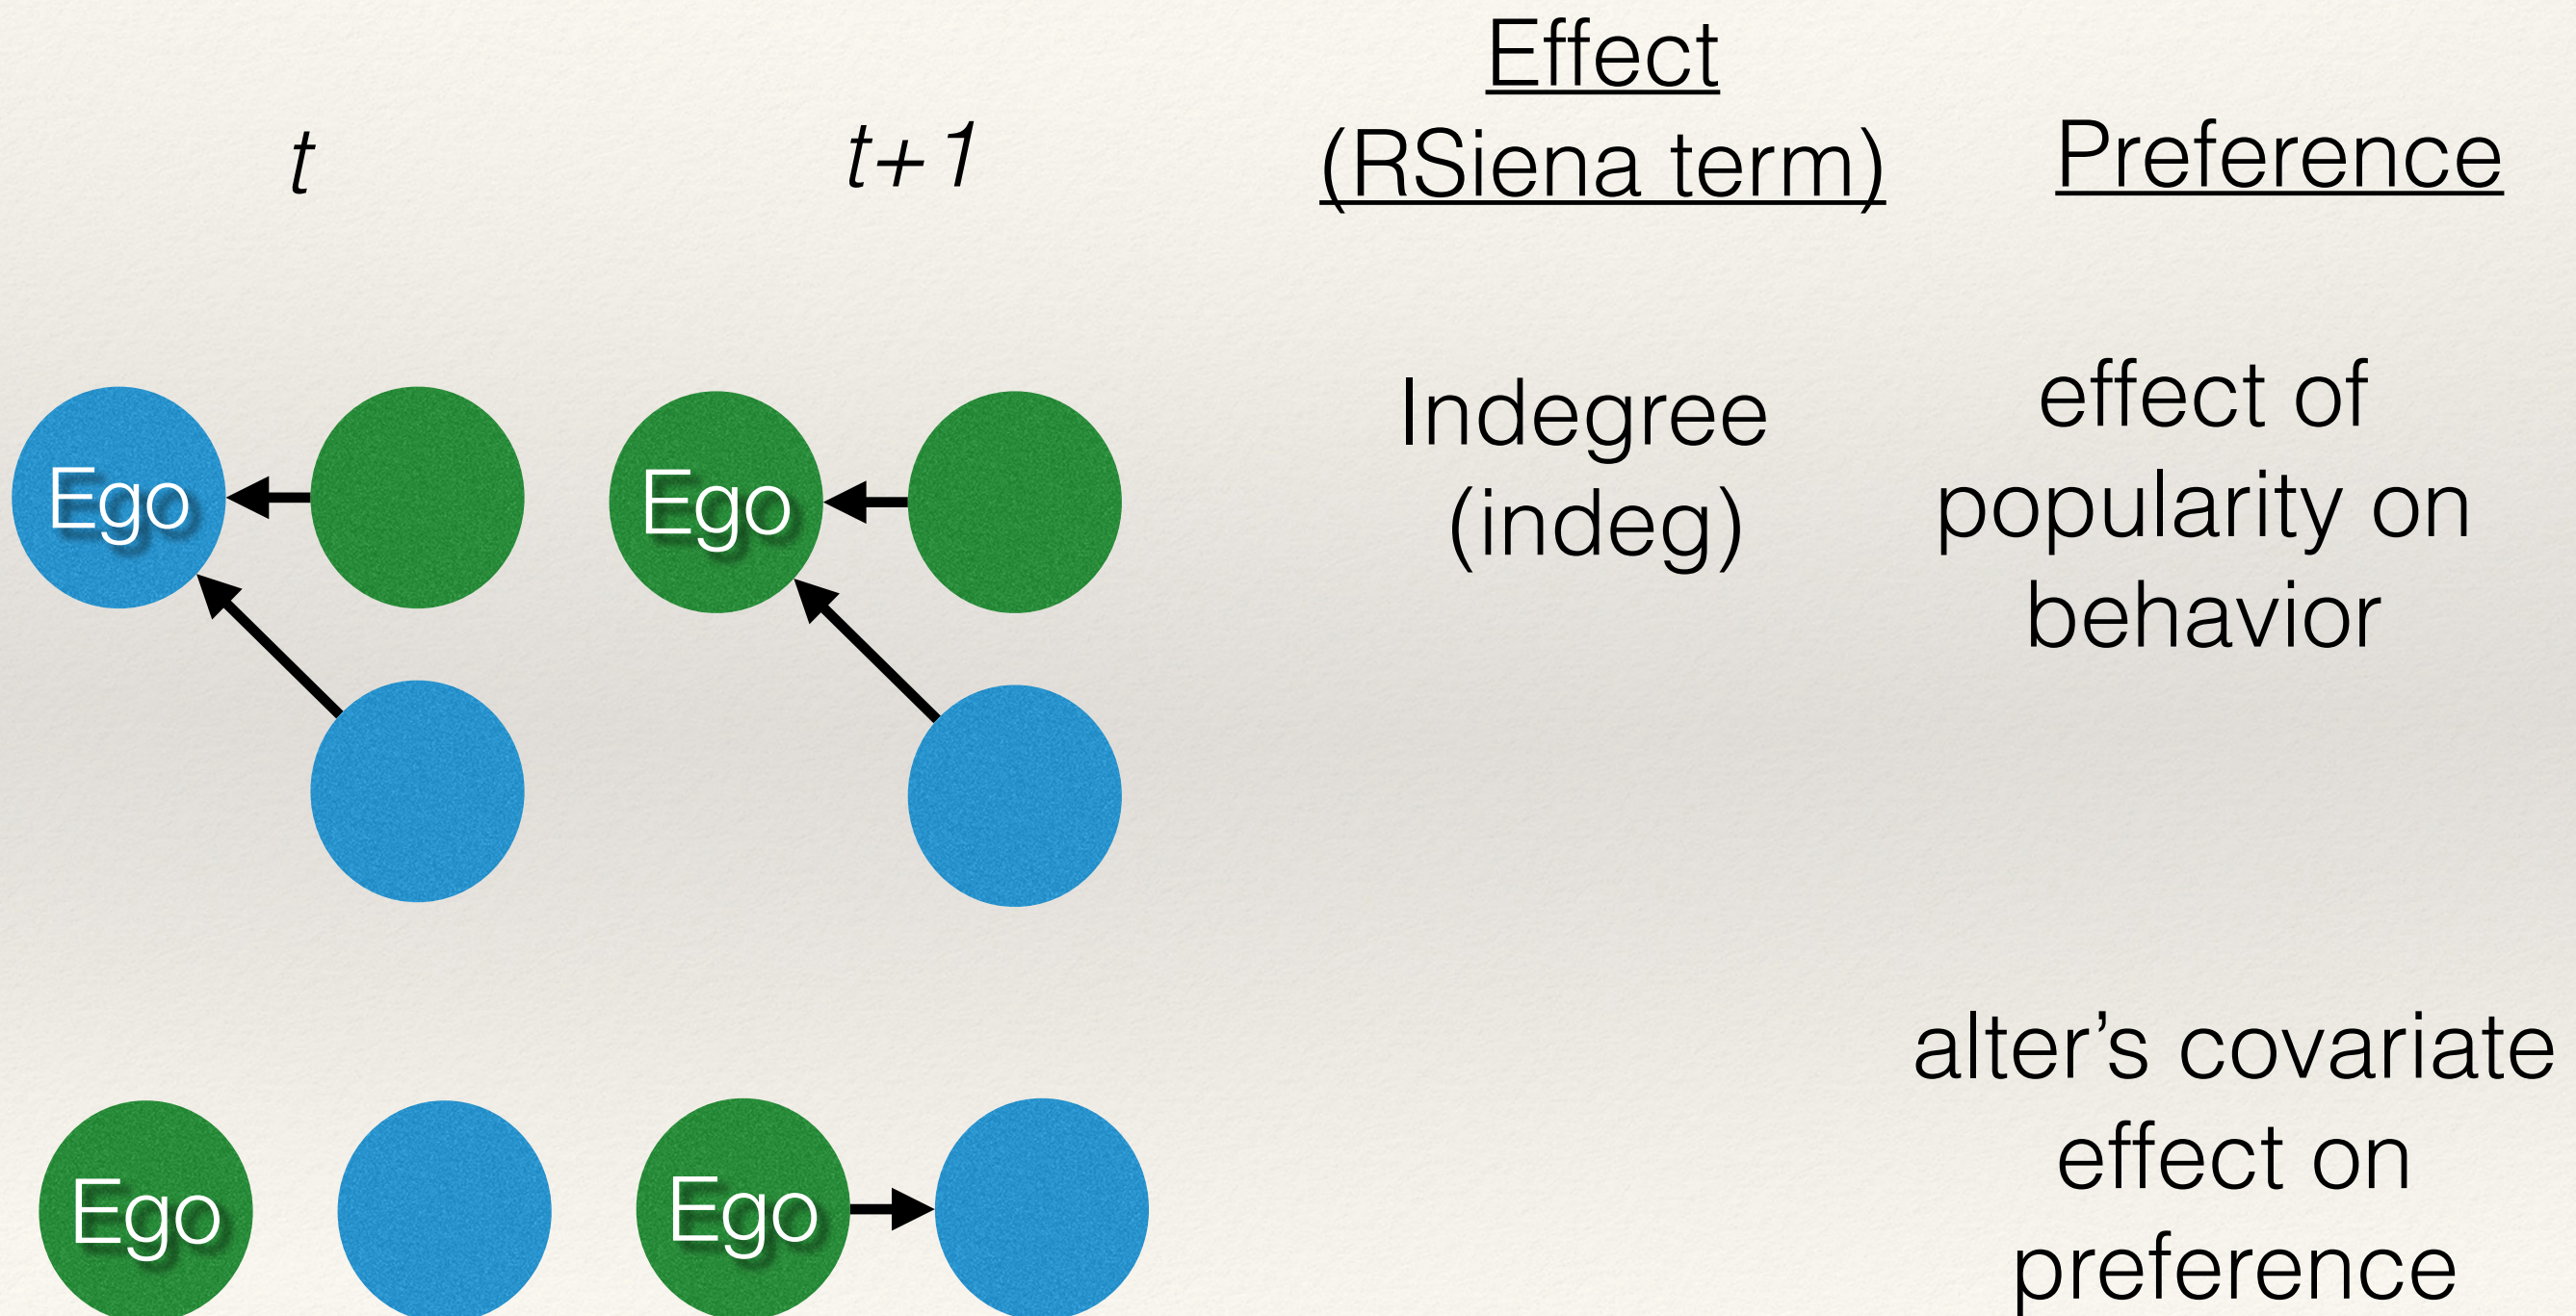 t
t+1
Effect
(RSiena term)
Preference
Ego
Ego
Indegree
(indeg)
effect of
popularity on
behavior
Ego
Ego
alter’s covariate
effect on
preference